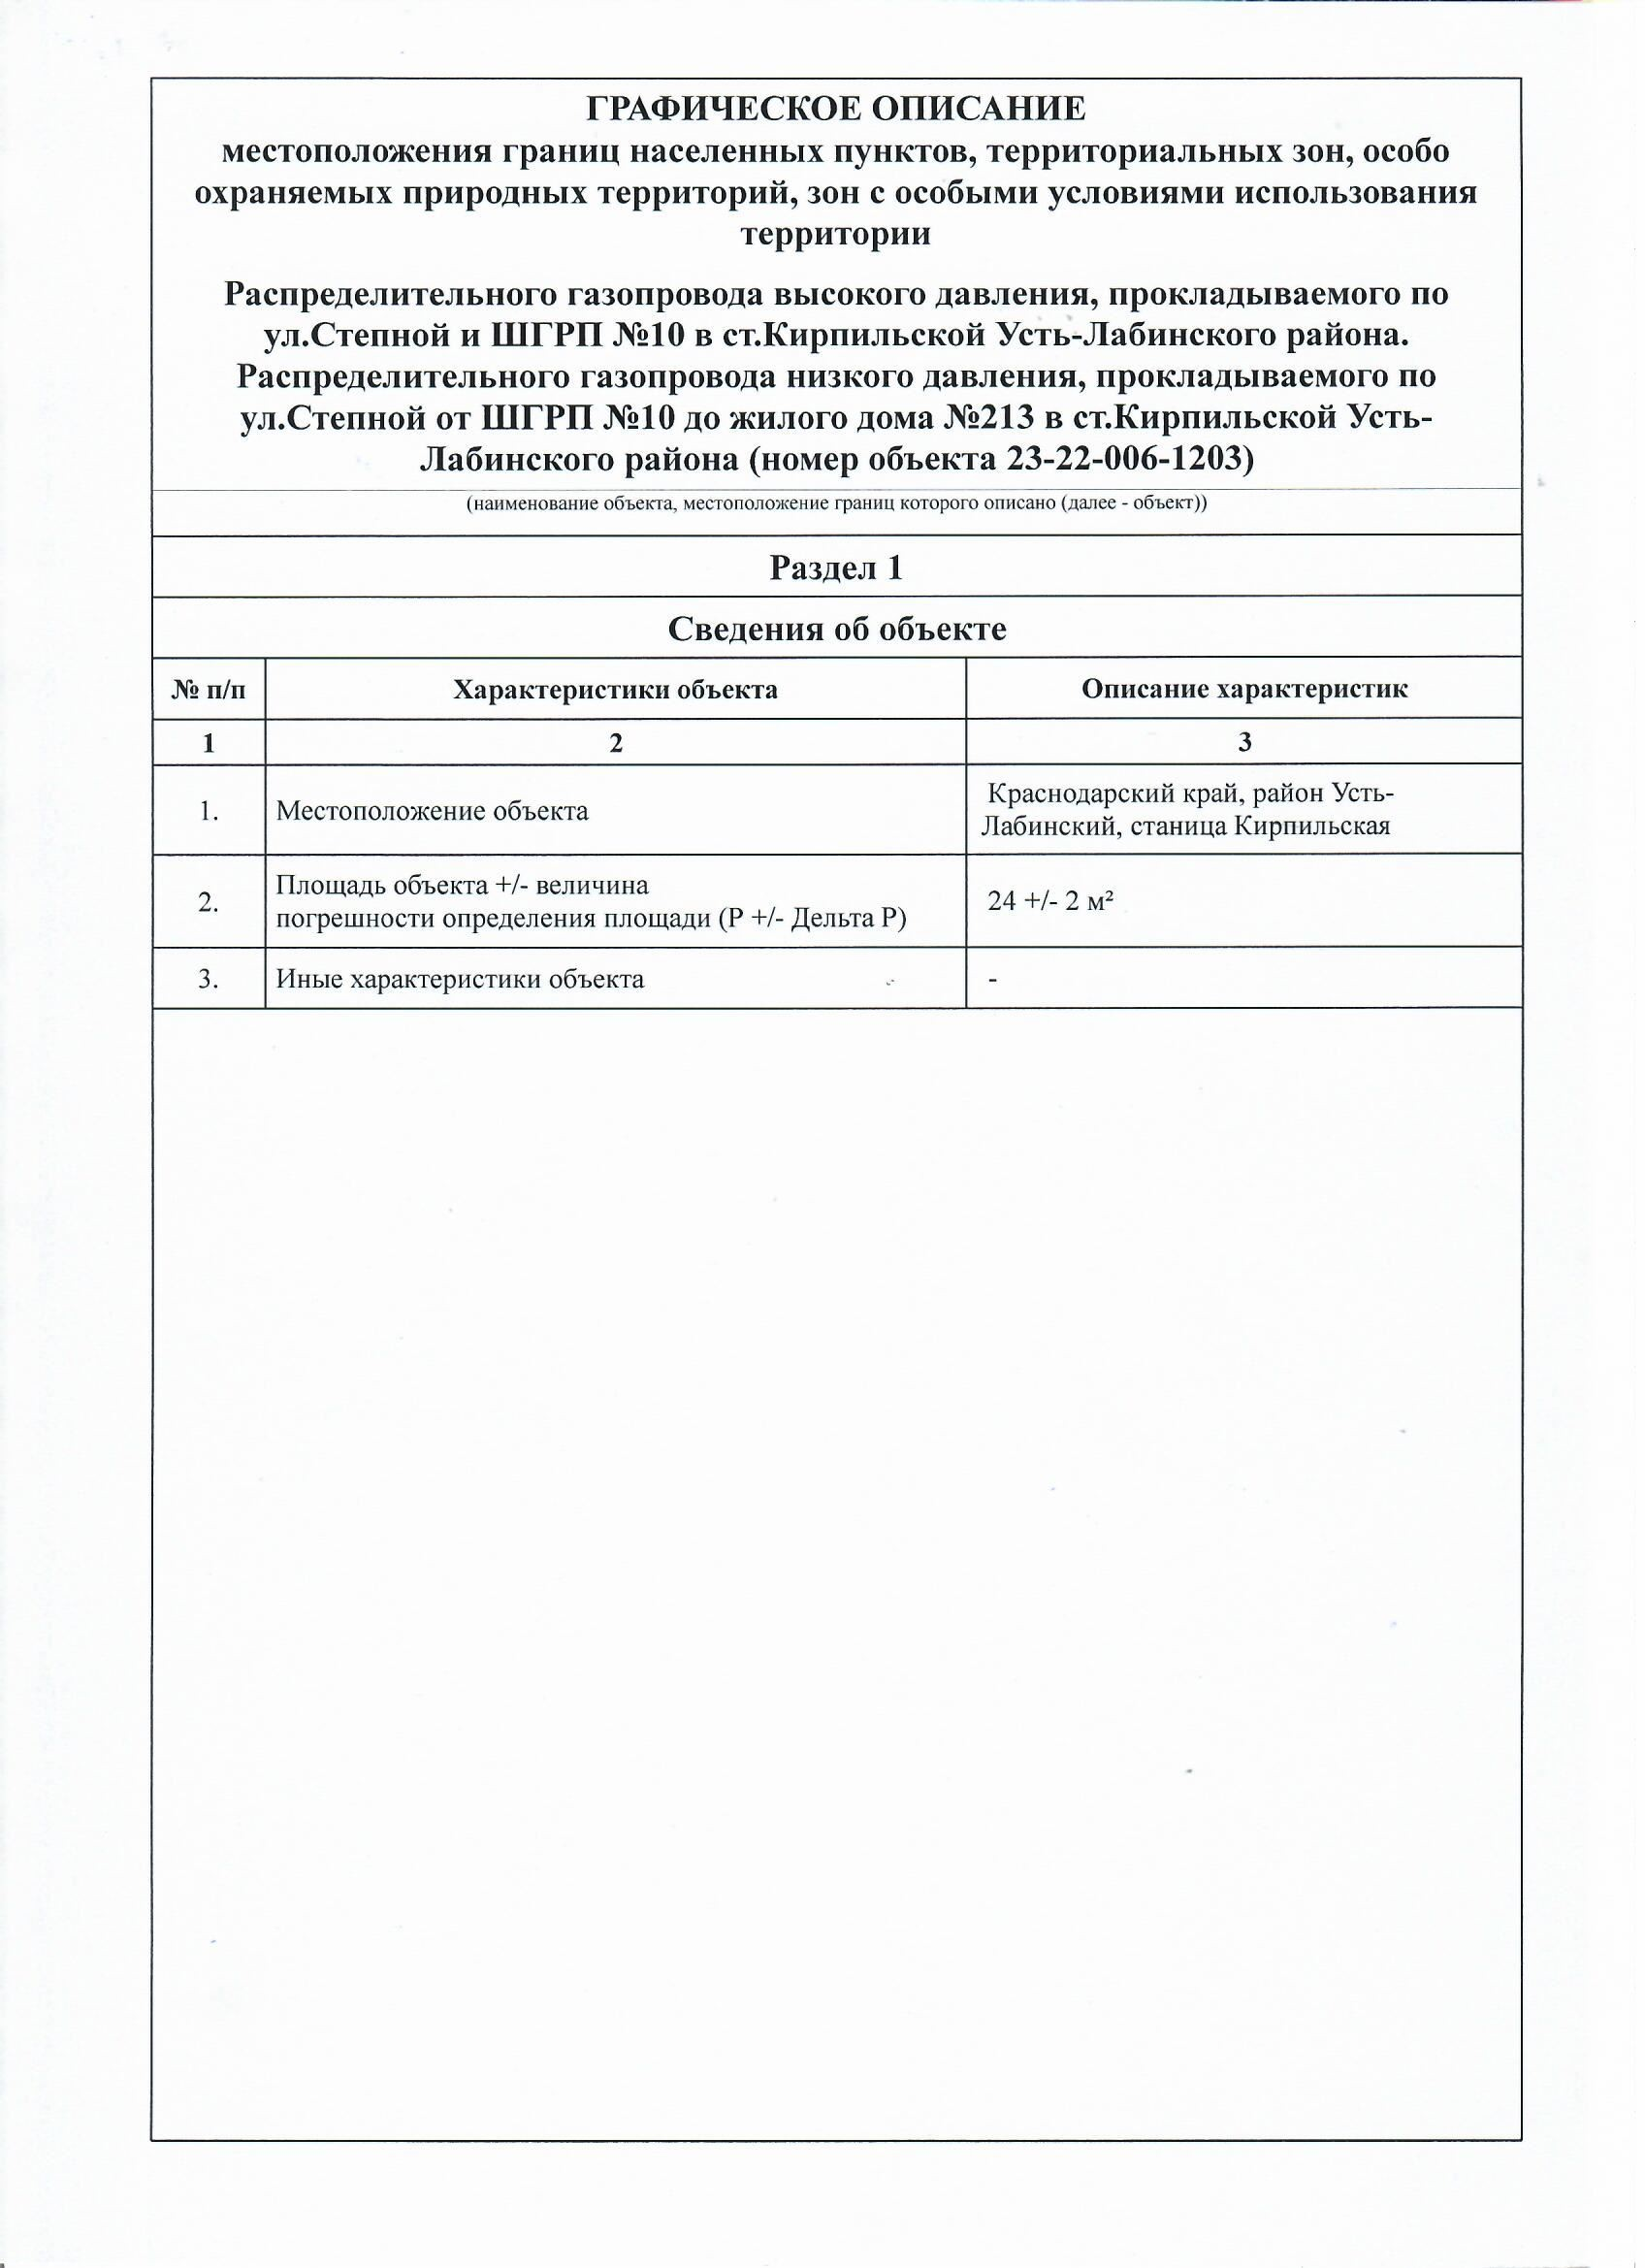 ГРАФИЧЕСКОЕ ОПИСАНИЕ
местоположения границ населенных пунктов, территориальных зон, особо
охраняемых природных территорий, зон с особыми условиями использования
территории
Распределительного газопровода высокого давления, прокладываемого по
ул.Степной и ШГРП №10 в ст.Кирпильской Усть-Лабинского района.
Распределительного газопровода низкого давления, прокладываемого по
ул.Степной от ШГРП №10 до жилого дома №213 в ст.Кирпильской Усть-
Лабинского района (номер объекта 23-22-006-1203)
(наименование объекта, местоположение границ которого описано (далее - объект))
Раздел 1
Сведения об объекте
№ п/п Характеристики объекта Описание характеристик
1 2 3
1. Местоположение объекта Краснодарский край, район Усть-
Лабинский, станица Кирпильская
2. Площадь объекта +/- величина
погрешности определения площади (P +/- Дельта P) 24 +/- 2 м²
3. Иные характеристики объекта -